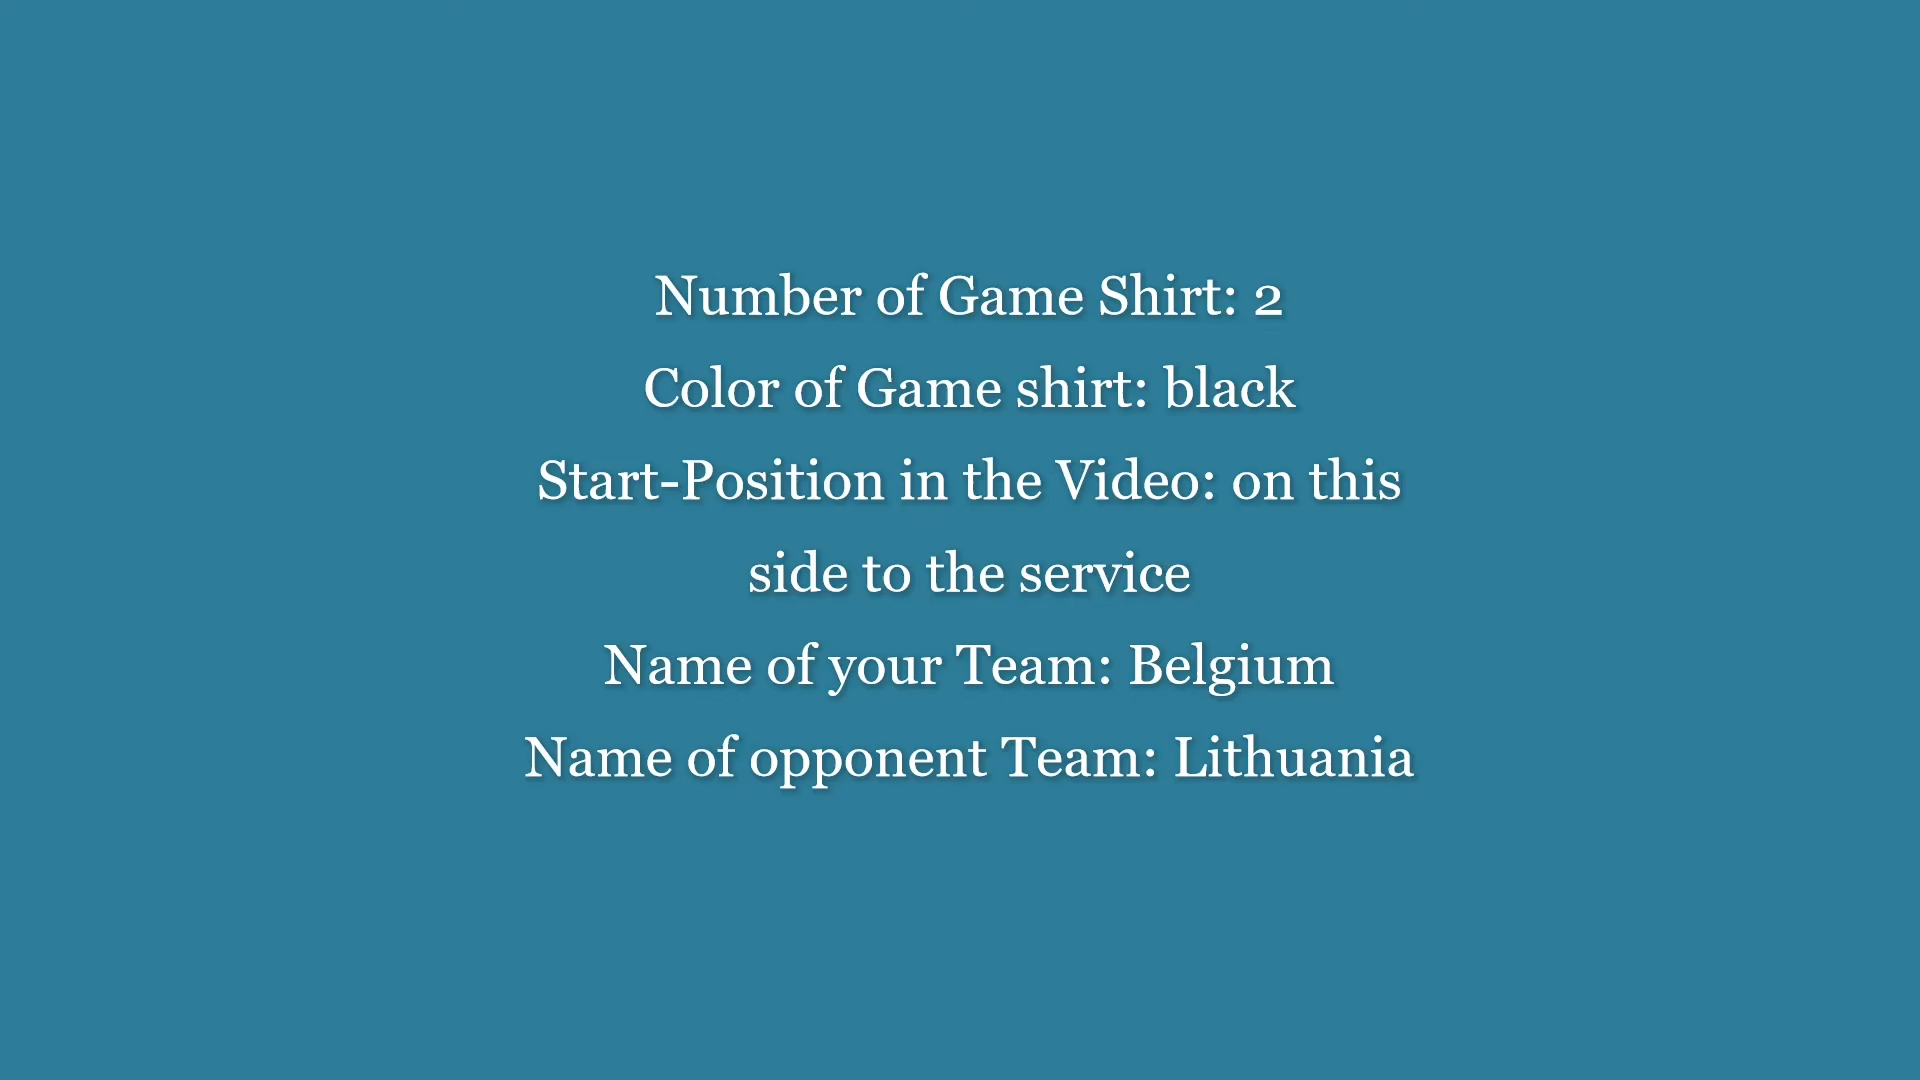 Number of Game Shirt: 2
Color of Game shirt: black
Start-Position in the Video: on this
side to the service
Name of your Team: Belgium
Name of opponent Team: Lithuania